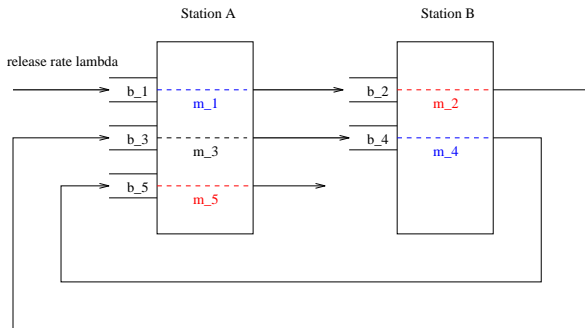 Station A
Station B
release rate lambda
b_1
m_1
b_2
m_2
b_3
m_3
b_4
m_4
b_5
m_5